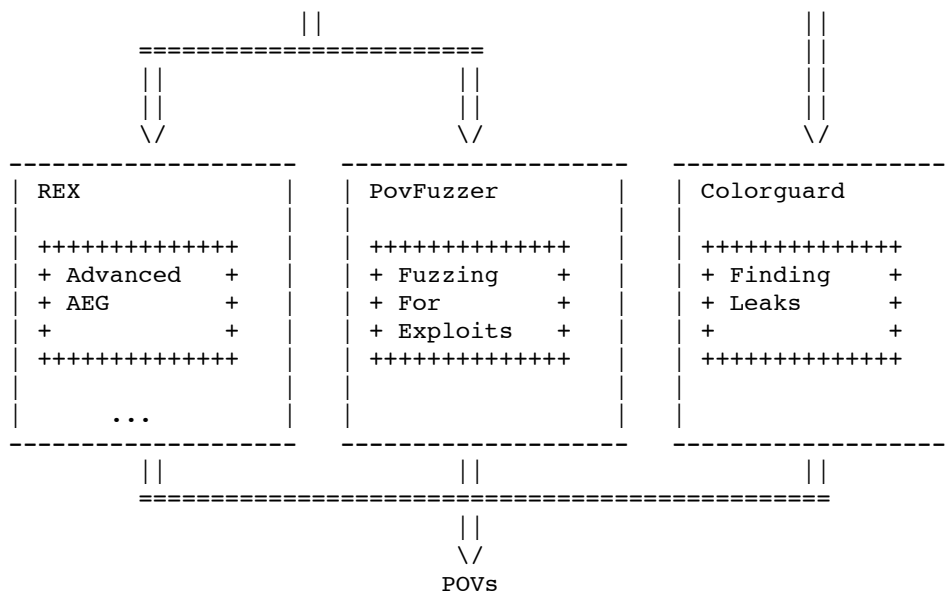 ||                                 ||
 ========================                      ||
 ||                    ||                      ||
 ||                    ||                      ||
 \/                    \/                      \/
--------------------   --------------------   -------------------
| REX              |   | PovFuzzer        |   | Colorguard
|                  |   |                  |   |
| ++++++++++++++   |   | ++++++++++++++   |   | ++++++++++++++
| + Advanced   +   |   | + Fuzzing    +   |   | + Finding    +
| + AEG        +   |   | + For        +   |   | + Leaks      +
| +            +   |   | + Exploits   +   |   | +            +
| ++++++++++++++   |   | ++++++++++++++   |   | ++++++++++++++
|                  |   |                  |   |
|      ...         |   |                  |   |
--------------------   --------------------   -------------------
         ||                    ||                      ||
         ================================================
                               ||
                               \/
                              POVs